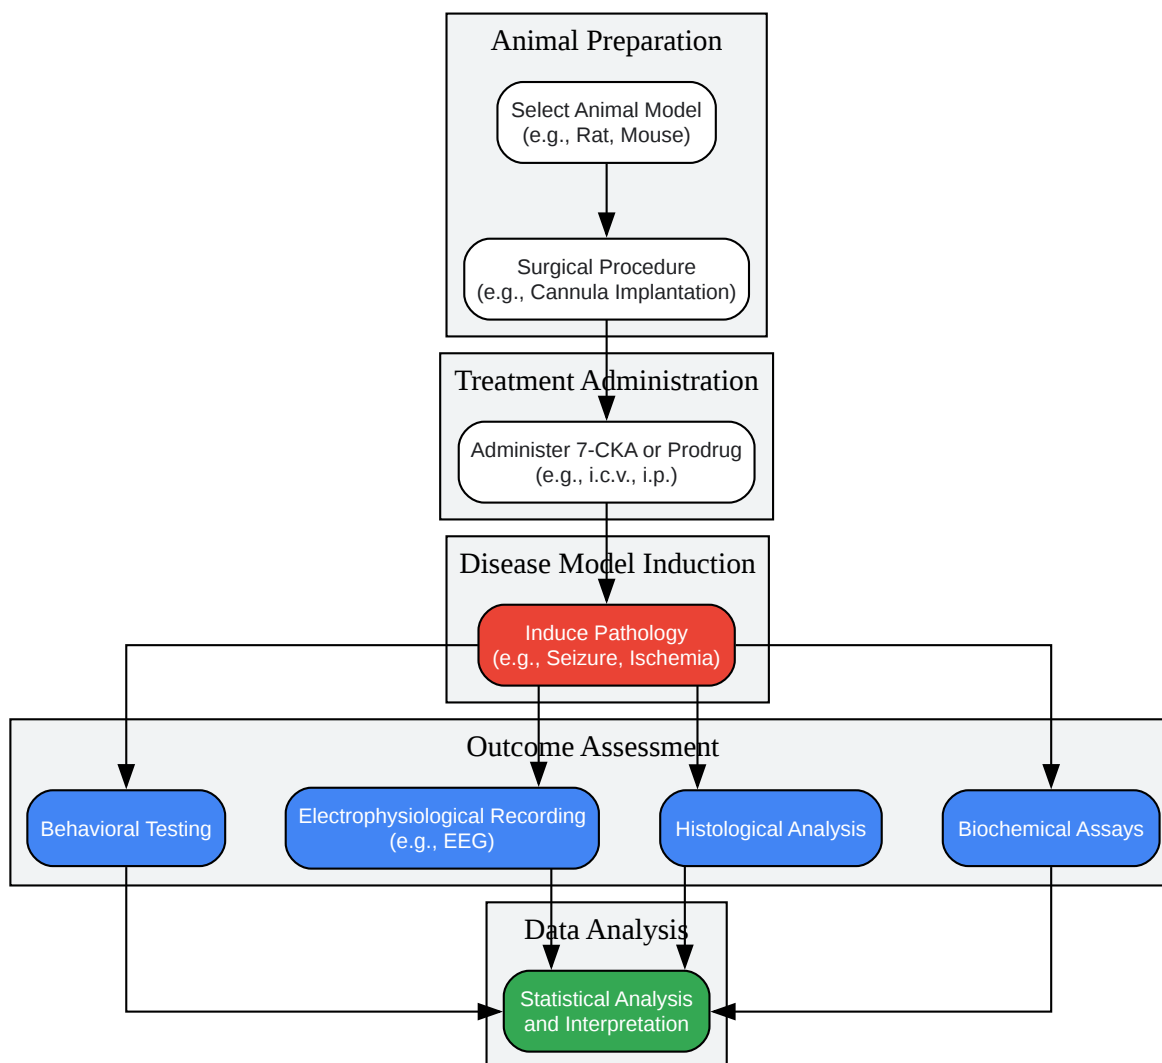 Animal Preparation
Select Animal Model
(e.g., Rat, Mouse)
Surgical Procedure
(e.g., Cannula Implantation)
Treatment Administration
Administer 7-CKA or Prodrug
(e.g., i.c.v., i.p.)
Disease Model Induction
Induce Pathology
(e.g., Seizure, Ischemia)
Outcome Assessment
Behavioral Testing
Electrophysiological Recording
(e.g., EEG)
Histological Analysis
Biochemical Assays
Data Analysis
Statistical Analysis
and Interpretation